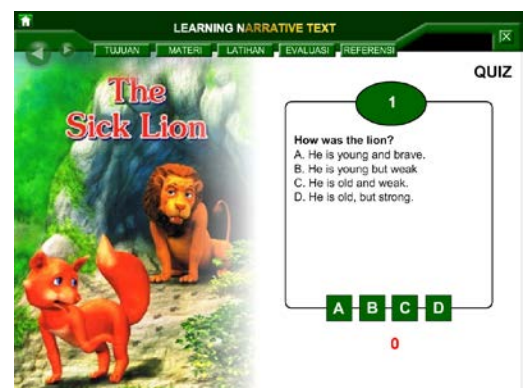 LEARNING NARRATIVE TEXT
TUJUAN MATERI LATIHAN EVALUASI REFERENSI
QUIZ
The
Sick Lion
1
How was the lion?
A. He is young and brave.
B. He is young but weak
C. He is old and weak.
D. He is old, but strong.
A B C D
0